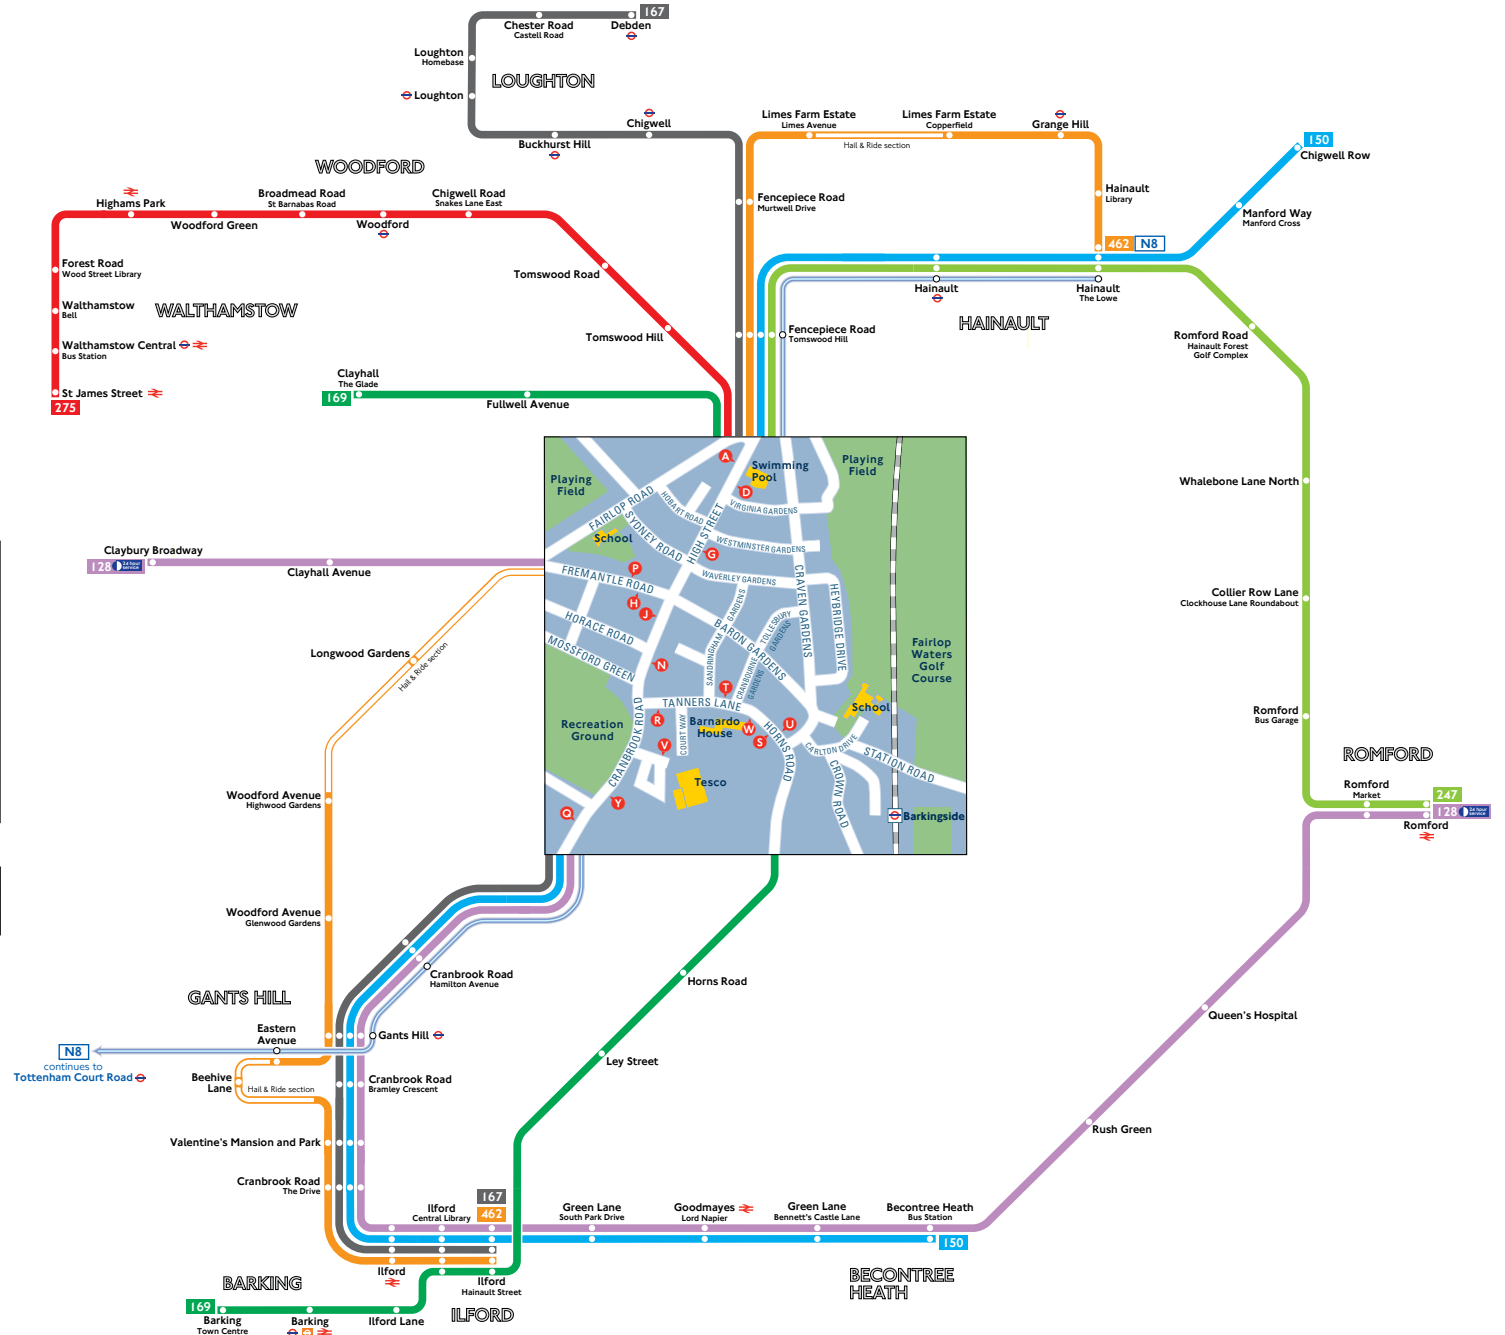 167
Chester Road
Castell Road
Debden
Loughton
Homebase
LOUGHTON
Loughton
Chigwell
Buckhurst Hill
Limes Farm Estate
Limes Avenue
Limes Farm Estate
Copperfield
Grange Hill
Hail & Ride section
150
Chigwell Row
WOODFORD
Highams Park
Woodford Green
Broadmead Road
St Barnabas Road
Woodford
Chigwell Road
Snakes Lane East
Fencepiece Road
Murtwell Drive
Hainault
Library
Manford Way
Manford Cross
462
N8
Forest Road
Wood Street Library
Tomswood Road
Walthamstow
Bell
WALTHAMSTOW
Hainault
Hainault
The Lowe
HAINAULT
Walthamstow Central
Bus Station
Tomswood Hill
Fencepiece Road
Tomswood Hill
Romford Road
Hainault Forest
Golf Complex
St James Street
275
Clayhall
The Glade
169
Fullwell Avenue
A
Swimming
Pool
Playing
Field
Playing
Field
D
HOBART ROAD
VIRGINIA GARDENS
FAIRLOP ROAD
SYDNEY ROAD
HIGH STREET
School
WESTMINSTER GARDENS
G
Whalebone Lane North
Claybury Broadway
128
24 hour
service
Clayhall Avenue
P
FREMANTLE ROAD
WAVERLEY GARDENS
CRAVEN GARDENS
HEYBRIDGE DRIVE
H
J
HORACE ROAD
BARON GARDENS
TOLLESBURY
GARDENS
SANDRINGHAM GARDENS
CRANBOURNE
GARDENS
MOSSFORD GREEN
N
Fairlop
Waters
Golf
Course
Collier Row Lane
Clockhouse Lane Roundabout
Longwood Gardens
Hail & Ride section
T
TANNERS LANE
School
R
Barnardo
House
W
U
S
Recreation
Ground
CRANBROOK ROAD
COURT WAY
HORNS ROAD
V
CARLTON DRIVE
STATION ROAD
CROWN ROAD
Tesco
Y
Q
Barkingside
Romford
Bus Garage
ROMFORD
Romford
Market
247
128
24 hour
service
Romford
Woodford Avenue
Highwood Gardens
Woodford Avenue
Glenwood Gardens
Cranbrook Road
Hamilton Avenue
Horns Road
GANTS HILL
Eastern
Avenue
Gants Hill
Queen's Hospital
N8
continues to
Tottenham Court Road
Ley Street
Beehive
Lane
Hail & Ride section
Cranbrook Road
Bramley Crescent
Rush Green
Valentine's Mansion and Park
Cranbrook Road
The Drive
167
462
Ilford
Central Library
Green Lane
South Park Drive
Goodmayes
Lord Napier
Green Lane
Bennett's Castle Lane
Becontree Heath
Bus Station
150
Ilford
Ilford
Hainault Street
BARKING
BECONTREE
HEATH
169
Barking
Town Centre
Barking
Ilford Lane
ILFORD